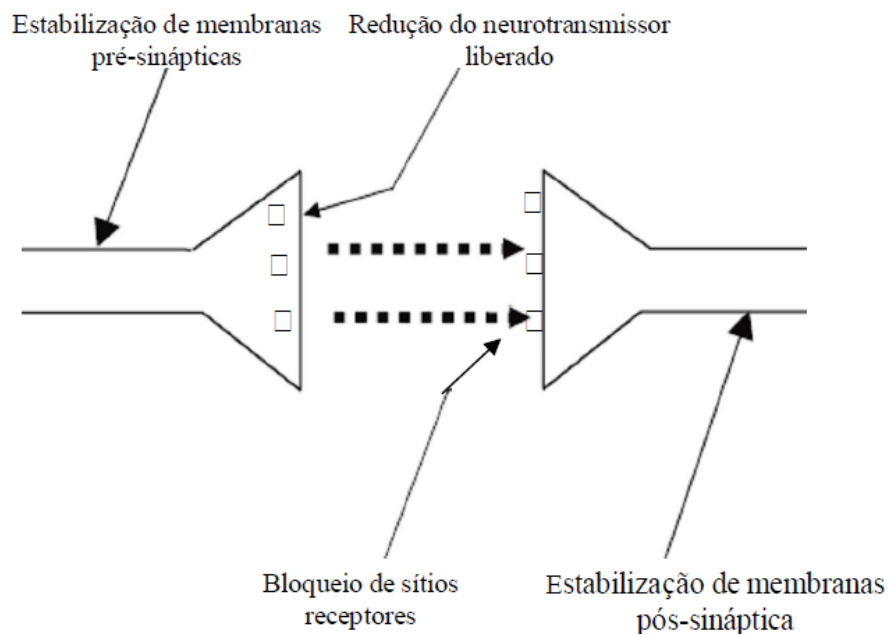 Estabilização de membranas
pré-sinápticas
Redução do neurotransmissor
liberado
Bloqueio de sítios
receptores
Estabilização de membranas
pós-sináptica